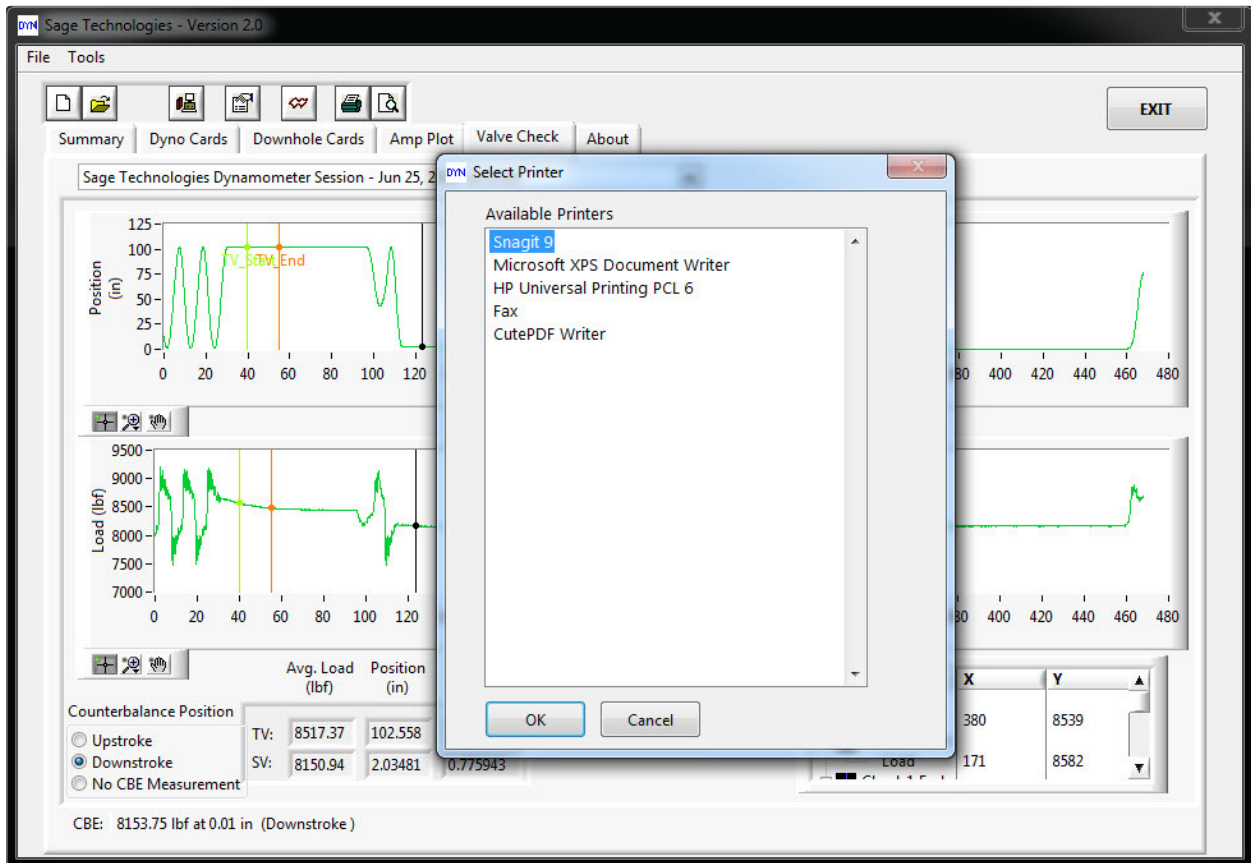 DYN Sage Technologies - Version 2.0
File Tools
EXIT
Summary Dyno Cards Downhole Cards Amp Plot Valve Check About
Sage Technologies Dynamometer Session - Jun 25, 2
DYN Select Printer
Available Printers
Snagit 9
Microsoft XPS Document Writer
HP Universal Printing PCL 6
Fax
CutePDF Writer
OK Cancel
Position
(in)
125
100
75
50
25
0
TV_Start TV_End
0 20 40 60 80 100 120
400 420 440 460 480
Load (lbf)
9500
9000
8500
8000
7500
7000
0 20 40 60 80 100 120
400 420 440 460 480
Avg. Load Position
(lbf) (in)
Counterbalance Position
Upstroke
Downstroke
No CBE Measurement
TV: 8517.37 102.558
SV: 8150.94 2.03481 0.775943
X Y
380 8539
Load 171 8582
CBE: 8153.75 lbf at 0.01 in (Downstroke )